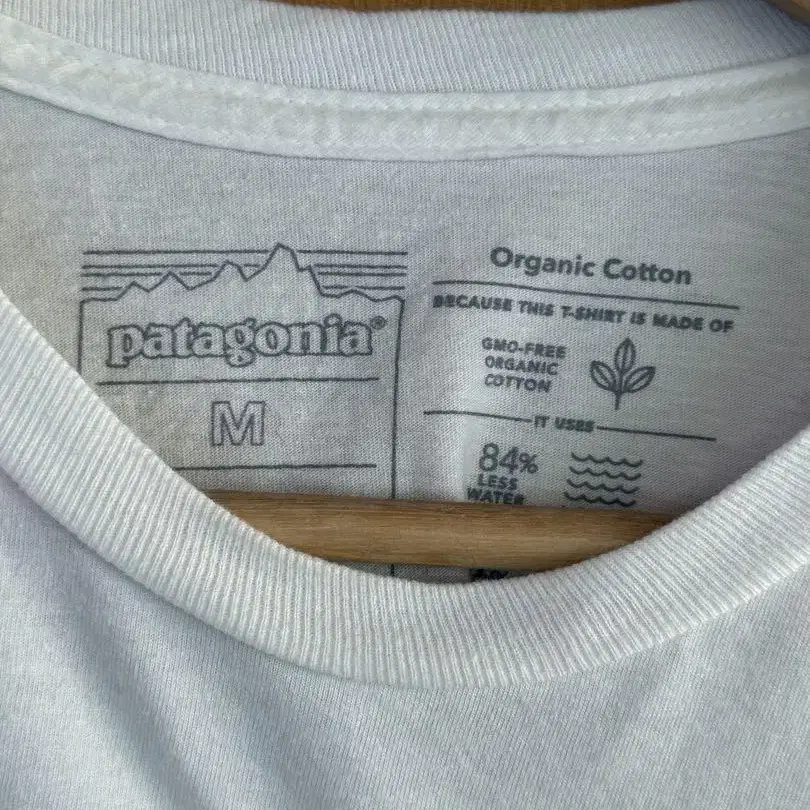 patagonia®
M
Organic Cotton
BECAUSE THIS T-SHIRT IS MADE OF
GMO-FREE
ORGANIC
COTTON
IT USES
84%
LESS
WATER